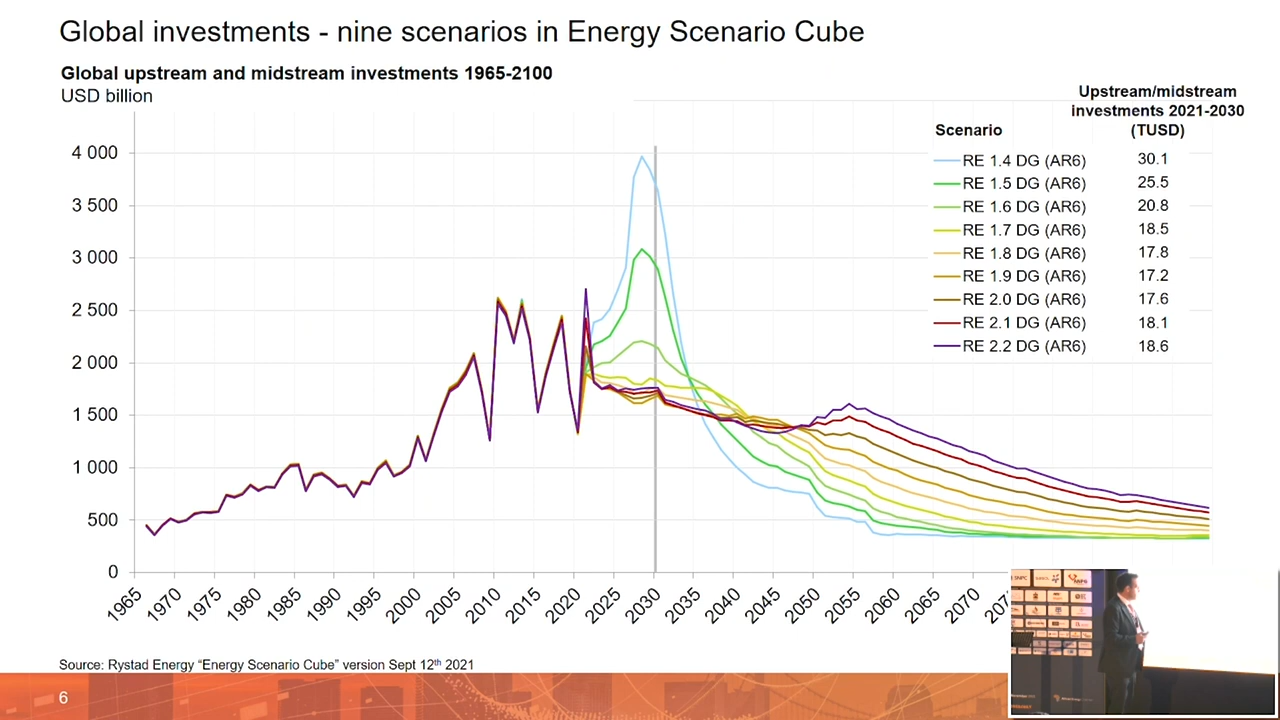 Global investments - nine scenarios in Energy Scenario Cube
Global upstream and midstream investments 1965-2100
USD billion
Upstream/midstream
investments 2021-2030
(TUSD)
Scenario
RE 1.4 DG (AR6) 30.1
RE 1.5 DG (AR6) 25.5
RE 1.6 DG (AR6) 20.8
RE 1.7 DG (AR6) 18.5
RE 1.8 DG (AR6) 17.8
RE 1.9 DG (AR6) 17.2
RE 2.0 DG (AR6) 17.6
RE 2.1 DG (AR6) 18.1
RE 2.2 DG (AR6) 18.6
4 000
3 500
3 000
2 500
2 000
1 500
1 000
500
0
1965 1970 1975 1980 1985 1990 1995 2000 2005 2010 2015 2020 2025 2030 2035 2040 2045 2050 2055 2060 2065 2070
SNPC
Source: Rystad Energy “Energy Scenario Cube” version Sept 12th 2021
6